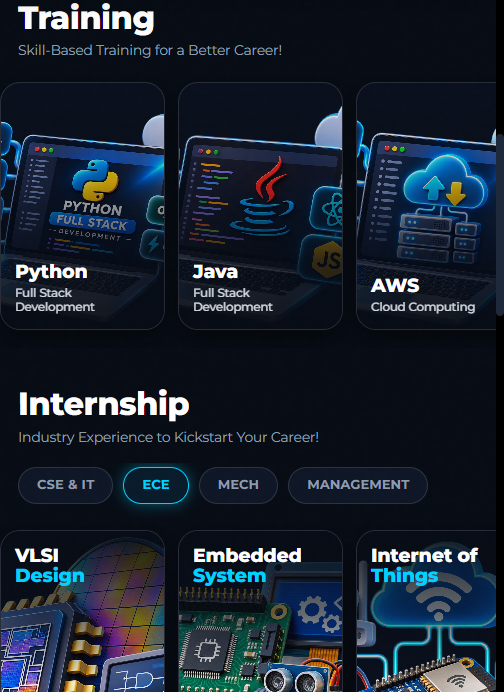 Training
Skill-Based Training for a Better Career!
PYTHON
FULL STACK
DEVELOPMENT
Python
Full Stack
Development
JS
Java
Full Stack
Development
AWS
Cloud Computing
Internship
Industry Experience to Kickstart Your Career!
CSE & IT
ECE
MECH
MANAGEMENT
VLSI
Design
Embedded
System
Internet of
Things